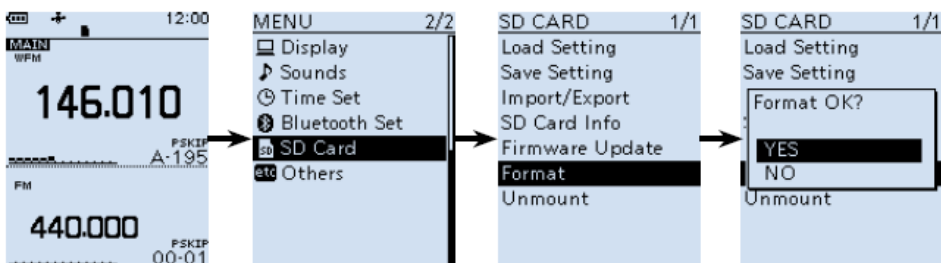 12:00
MAIN
WFM
146.010
PSKIP
A-195
FM
440.000
PSKIP
00-01
MENU 2/2
Display
Sounds
Time Set
Bluetooth Set
SD Card
etc Others
SD CARD 1/1
Load Setting
Save Setting
Import/Export
SD Card Info
Firmware Update
Format
Unmount
SD CARD 1/1
Load Setting
Save Setting
Format OK?
YES
NO
Unmount